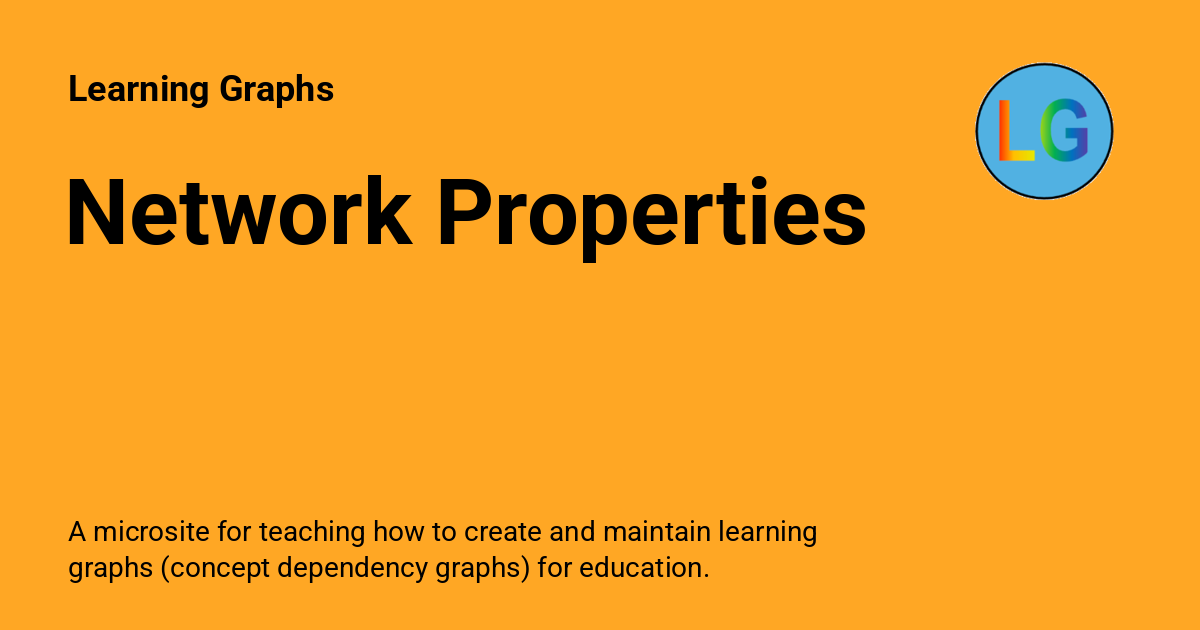 Learning Graphs
LG
Network Properties
A microsite for teaching how to create and maintain learning
graphs (concept dependency graphs) for education.